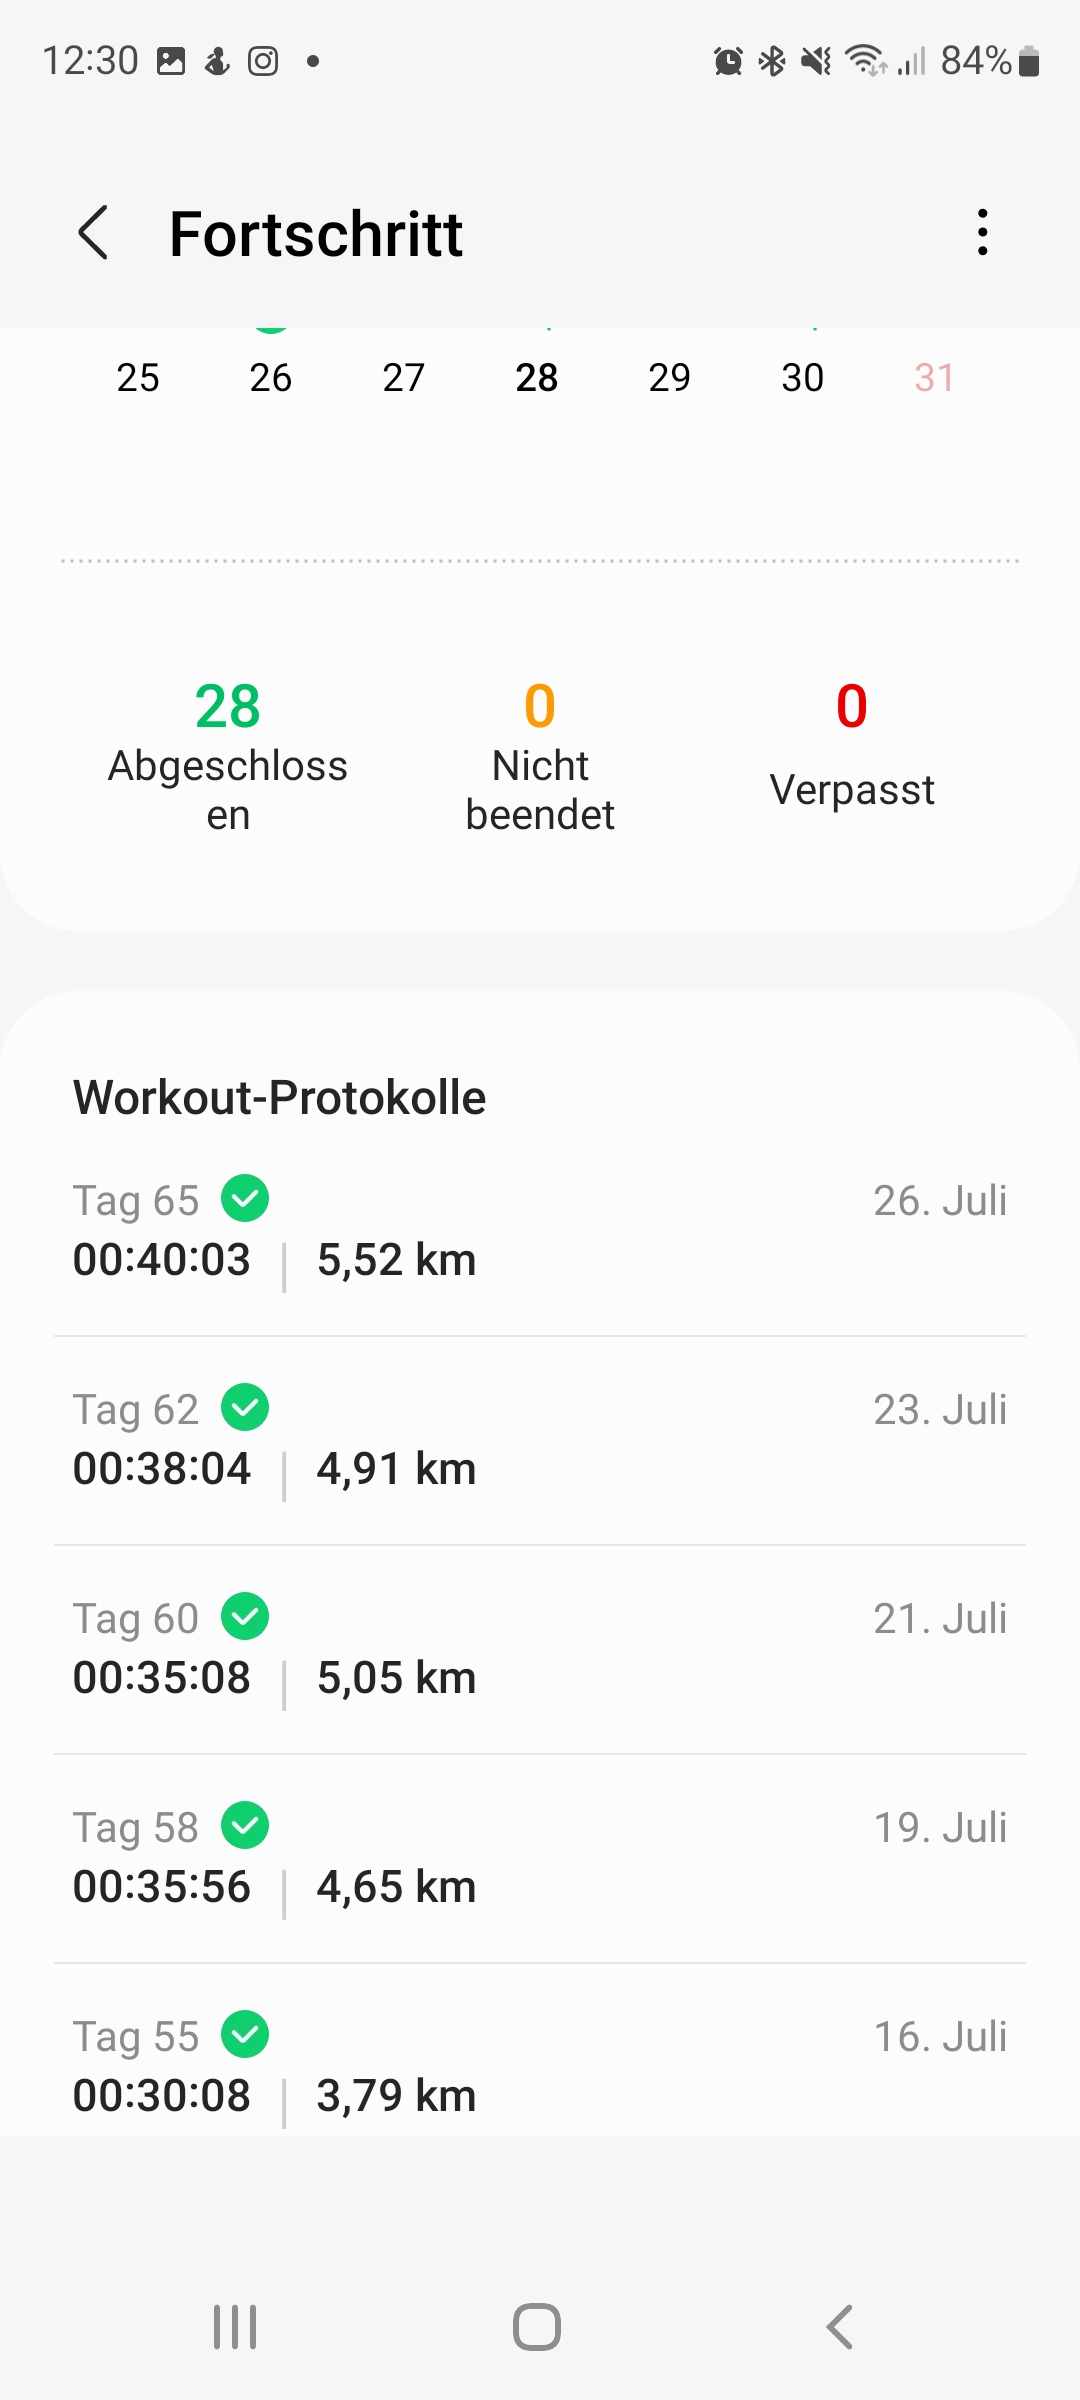 12:30 84%
Fortschritt
25 26 27 28 29 30 31
28 0 0
Abgeschloss
en
Nicht
beendet
Verpasst
Workout-Protokolle
Tag 65 26. Juli
00:40:03 | 5,52 km
Tag 62 23. Juli
00:38:04 | 4,91 km
Tag 60 21. Juli
00:35:08 | 5,05 km
Tag 58 19. Juli
00:35:56 | 4,65 km
Tag 55 16. Juli
00:30:08 | 3,79 km